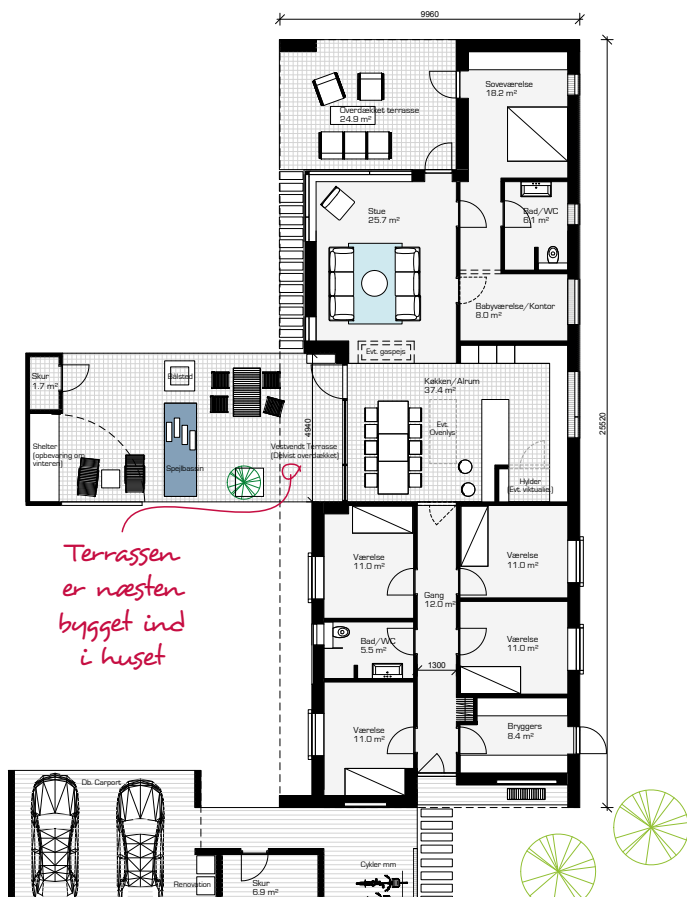 9960
Soveværelse
18.2 m²
Overdækket terrasse
24.9 m²
Stue
25.7 m²
Bad/WC
6.1 m²
Babyværelse/Kontor
8.0 m²
Evt. gaspejs
Skur
1.7 m²
Bålsted
Køkken/Alrum
37.4 m²
25520
4940
Evt.
Ovenlys
Shelter
(opbevaring om
vinteren)
Vestvendt Terrasse
(Delvist overdækket)
Spejlbassin
Hylder
(Evt. viktualie)
Terrassen
er næsten
bygget ind
i huset
Værelse
11.0 m²
Værelse
11.0 m²
Gang
12.0 m²
Bad/WC
5.5 m²
Værelse
11.0 m²
1300
Værelse
11.0 m²
Bryggers
8.4 m²
Db. Carport
Cykler mm
Renovation
Skur
6.9 m²